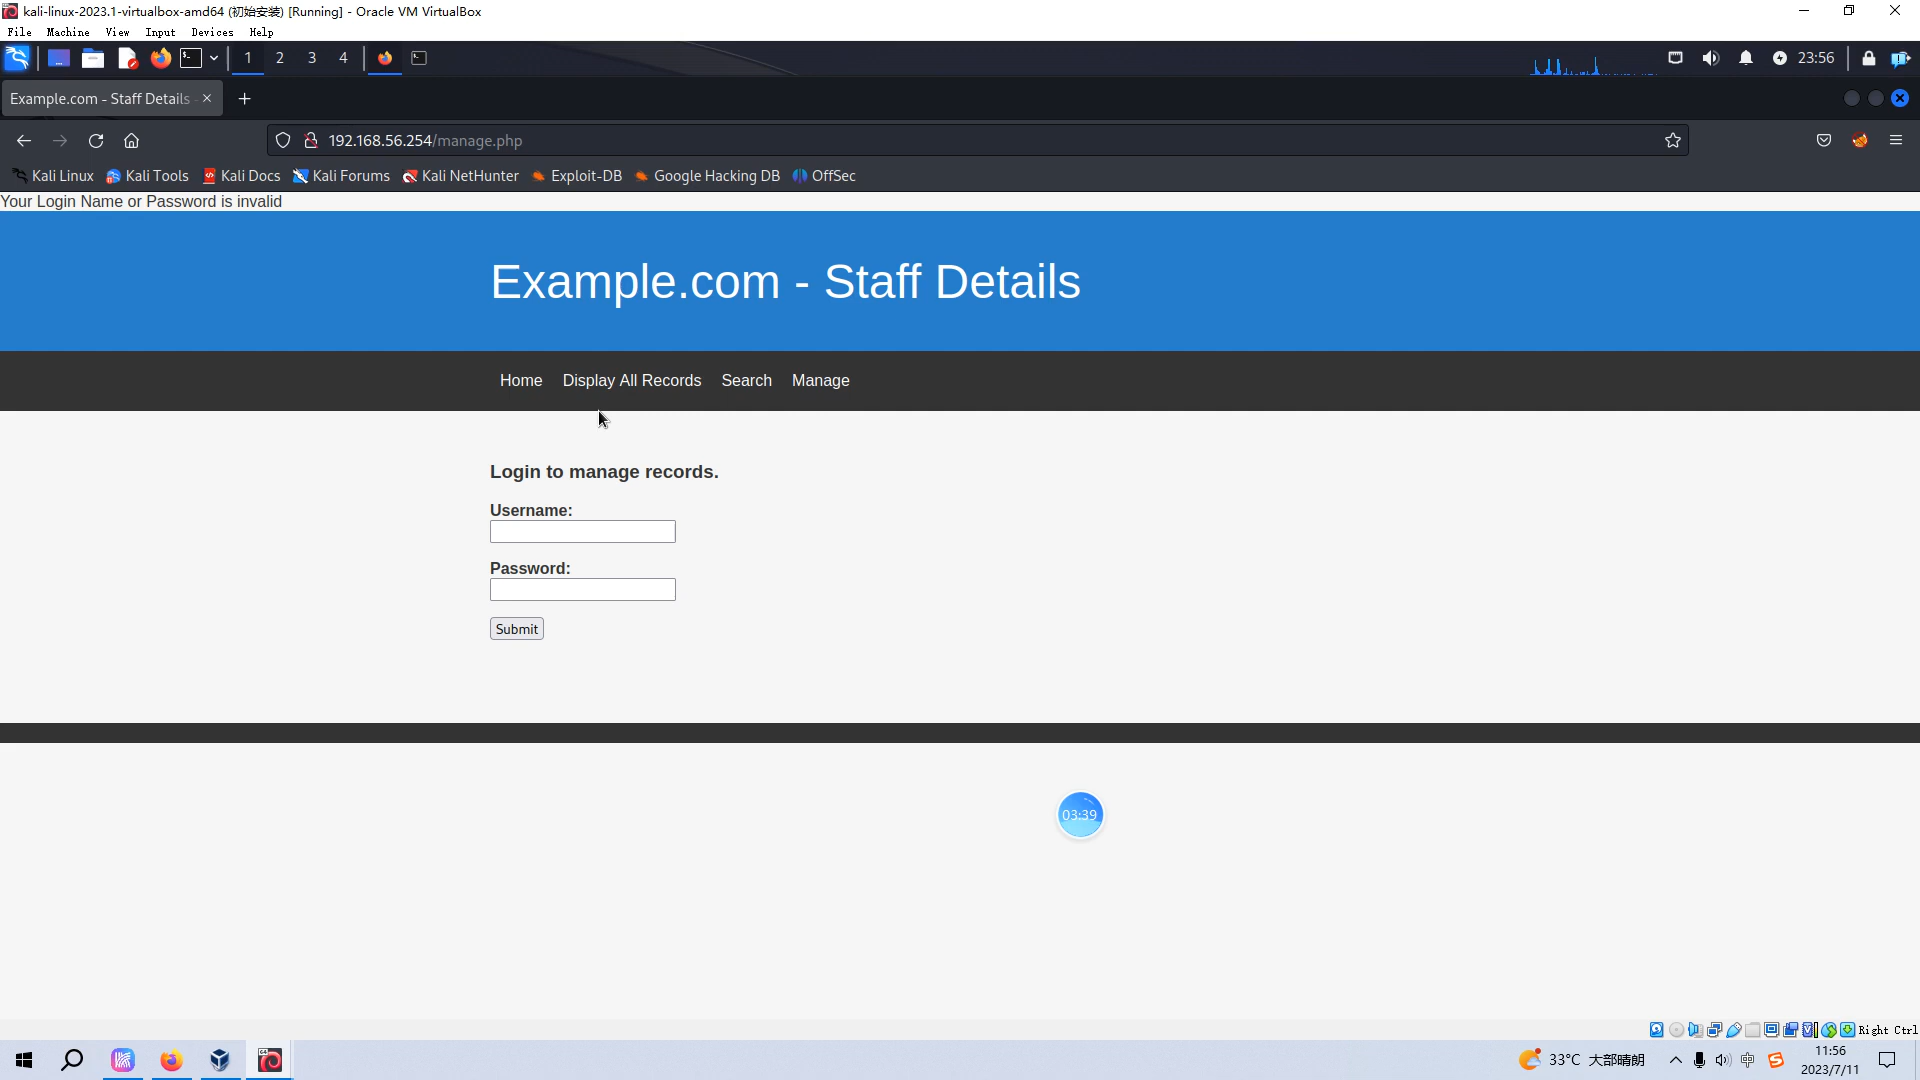 kali-linux-2023.1-virtualbox-amd64 (初始安装) [Running] - Oracle VM VirtualBox
File Machine View Input Devices Help
1 2 3 4 23:56
Example.com - Staff Details
192.168.56.254/manage.php
Kali Linux Kali Tools Kali Docs Kali Forums Kali NetHunter Exploit-DB Google Hacking DB OffSec
Your Login Name or Password is invalid
Example.com - Staff Details
Home Display All Records Search Manage
Login to manage records.
Username:
Password:
Submit
03:39
Right Ctrl
33°C 大部晴朗 中 11:56
2023/7/11